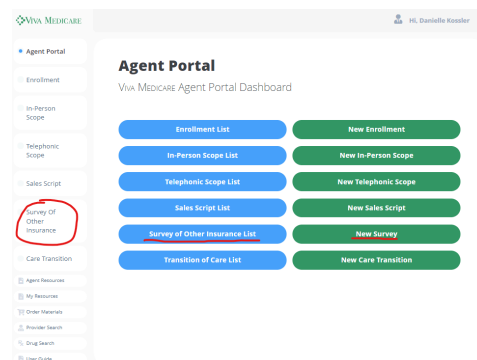 VIVA MEDICARE
Hi, Danielle Kossler
Agent Portal
Enrollment
In-Person
Scope
Telephonic
Scope
Sales Script
Survey Of
Other
Insurance
Care Transition
Agent Resources
My Resources
Order Materials
Provider Search
Drug Search
User Guide
Agent Portal
VIVA MEDICARE Agent Portal Dashboard
Enrollment List
New Enrollment
In-Person Scope List
New In-Person Scope
Telephonic Scope List
New Telephonic Scope
Sales Script List
New Sales Script
Survey of Other Insurance List
New Survey
Transition of Care List
New Care Transition